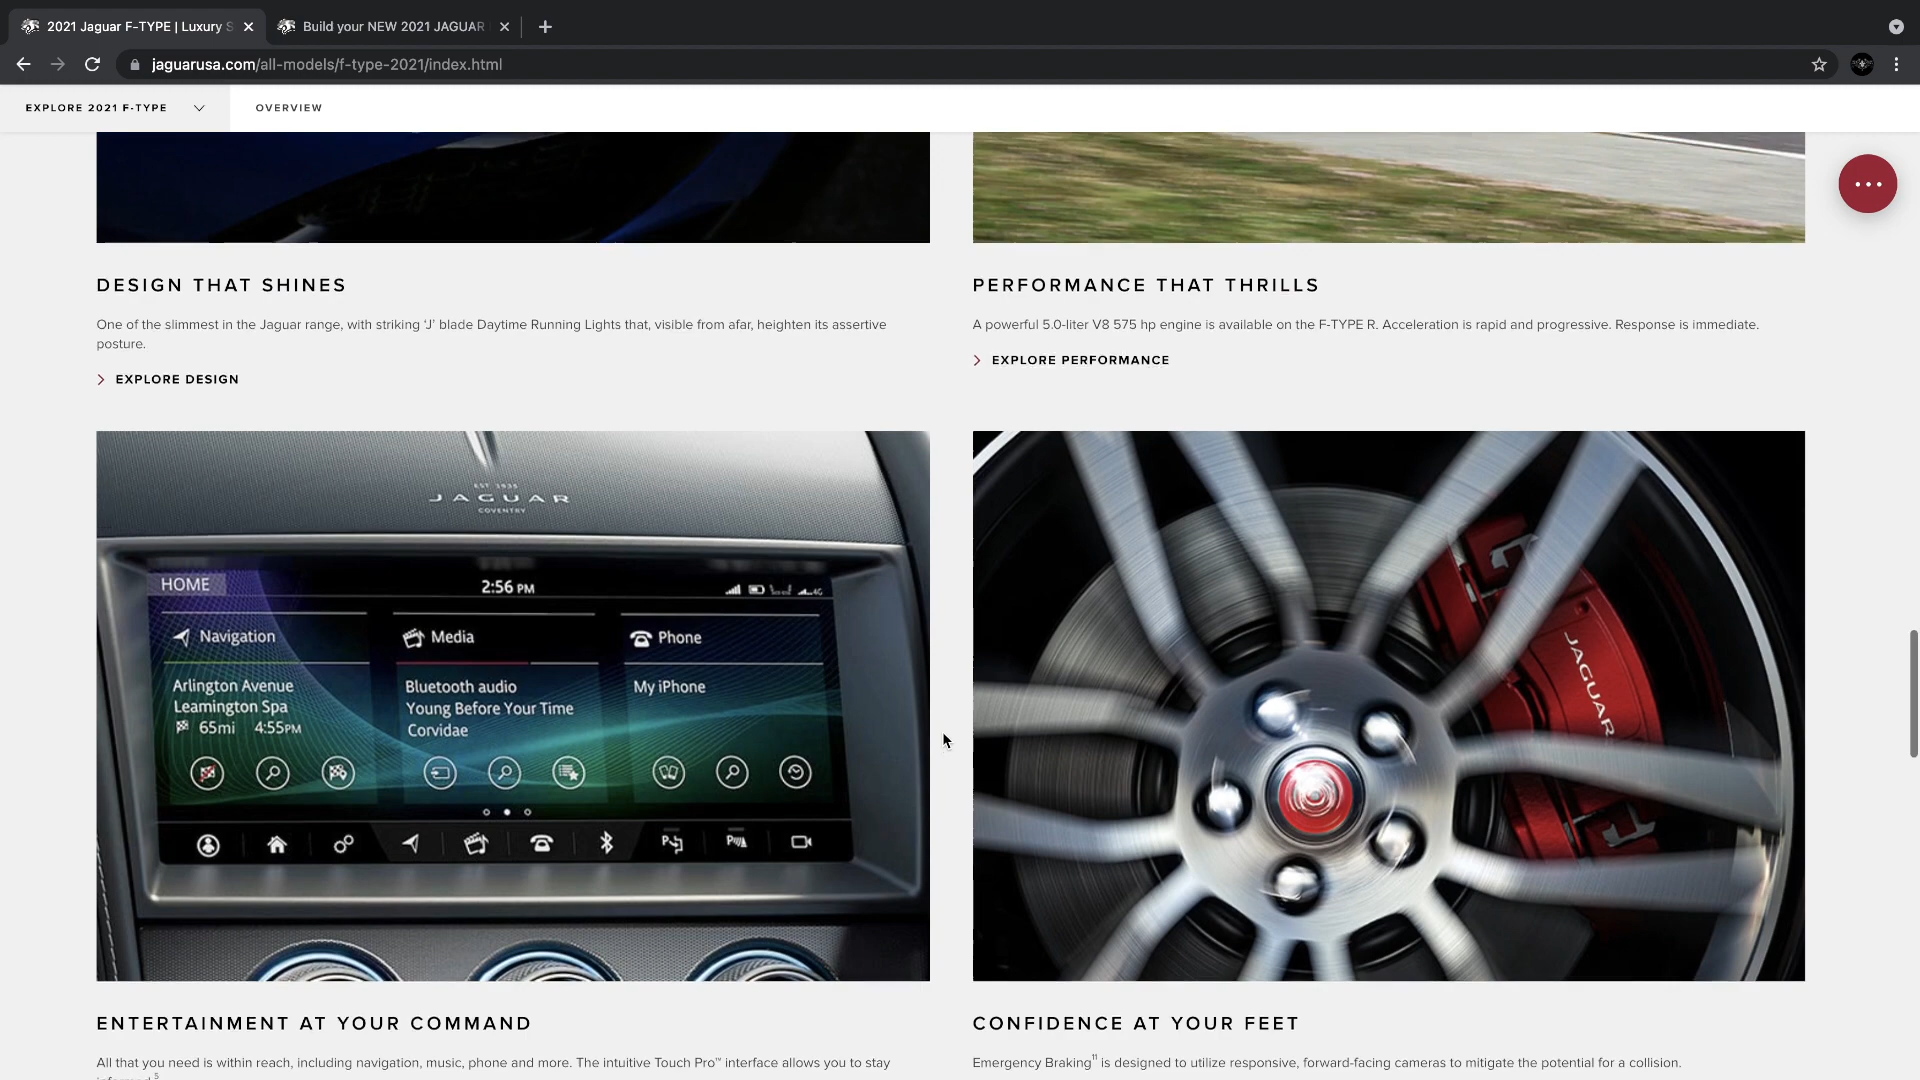 2021 Jaguar F-TYPE | Luxury S
Build your NEW 2021 JAGUAR
jaguarusa.com/all-models/f-type-2021/index.html
EXPLORE 2021 F-TYPE
OVERVIEW
DESIGN THAT SHINES
One of the slimmest in the Jaguar range, with striking ‘J’ blade Daytime Running Lights that, visible from afar, heighten its assertive
posture.
EXPLORE DESIGN
PERFORMANCE THAT THRILLS
A powerful 5.0-liter V8 575 hp engine is available on the F-TYPE R. Acceleration is rapid and progressive. Response is immediate.
EXPLORE PERFORMANCE
EST 1935
JAGUAR
COVENTRY
HOME
2:56 PM
4G
Navigation
Media
Phone
Arlington Avenue
Leamington Spa
65mi 4:55PM
Bluetooth audio
Young Before Your Time
Corvidae
My iPhone
JAGUAR
ENTERTAINMENT AT YOUR COMMAND
All that you need is within reach, including navigation, music, phone and more. The intuitive Touch Pro™ interface allows you to stay
informed.5
CONFIDENCE AT YOUR FEET
Emergency Braking11 is designed to utilize responsive, forward-facing cameras to mitigate the potential for a collision.